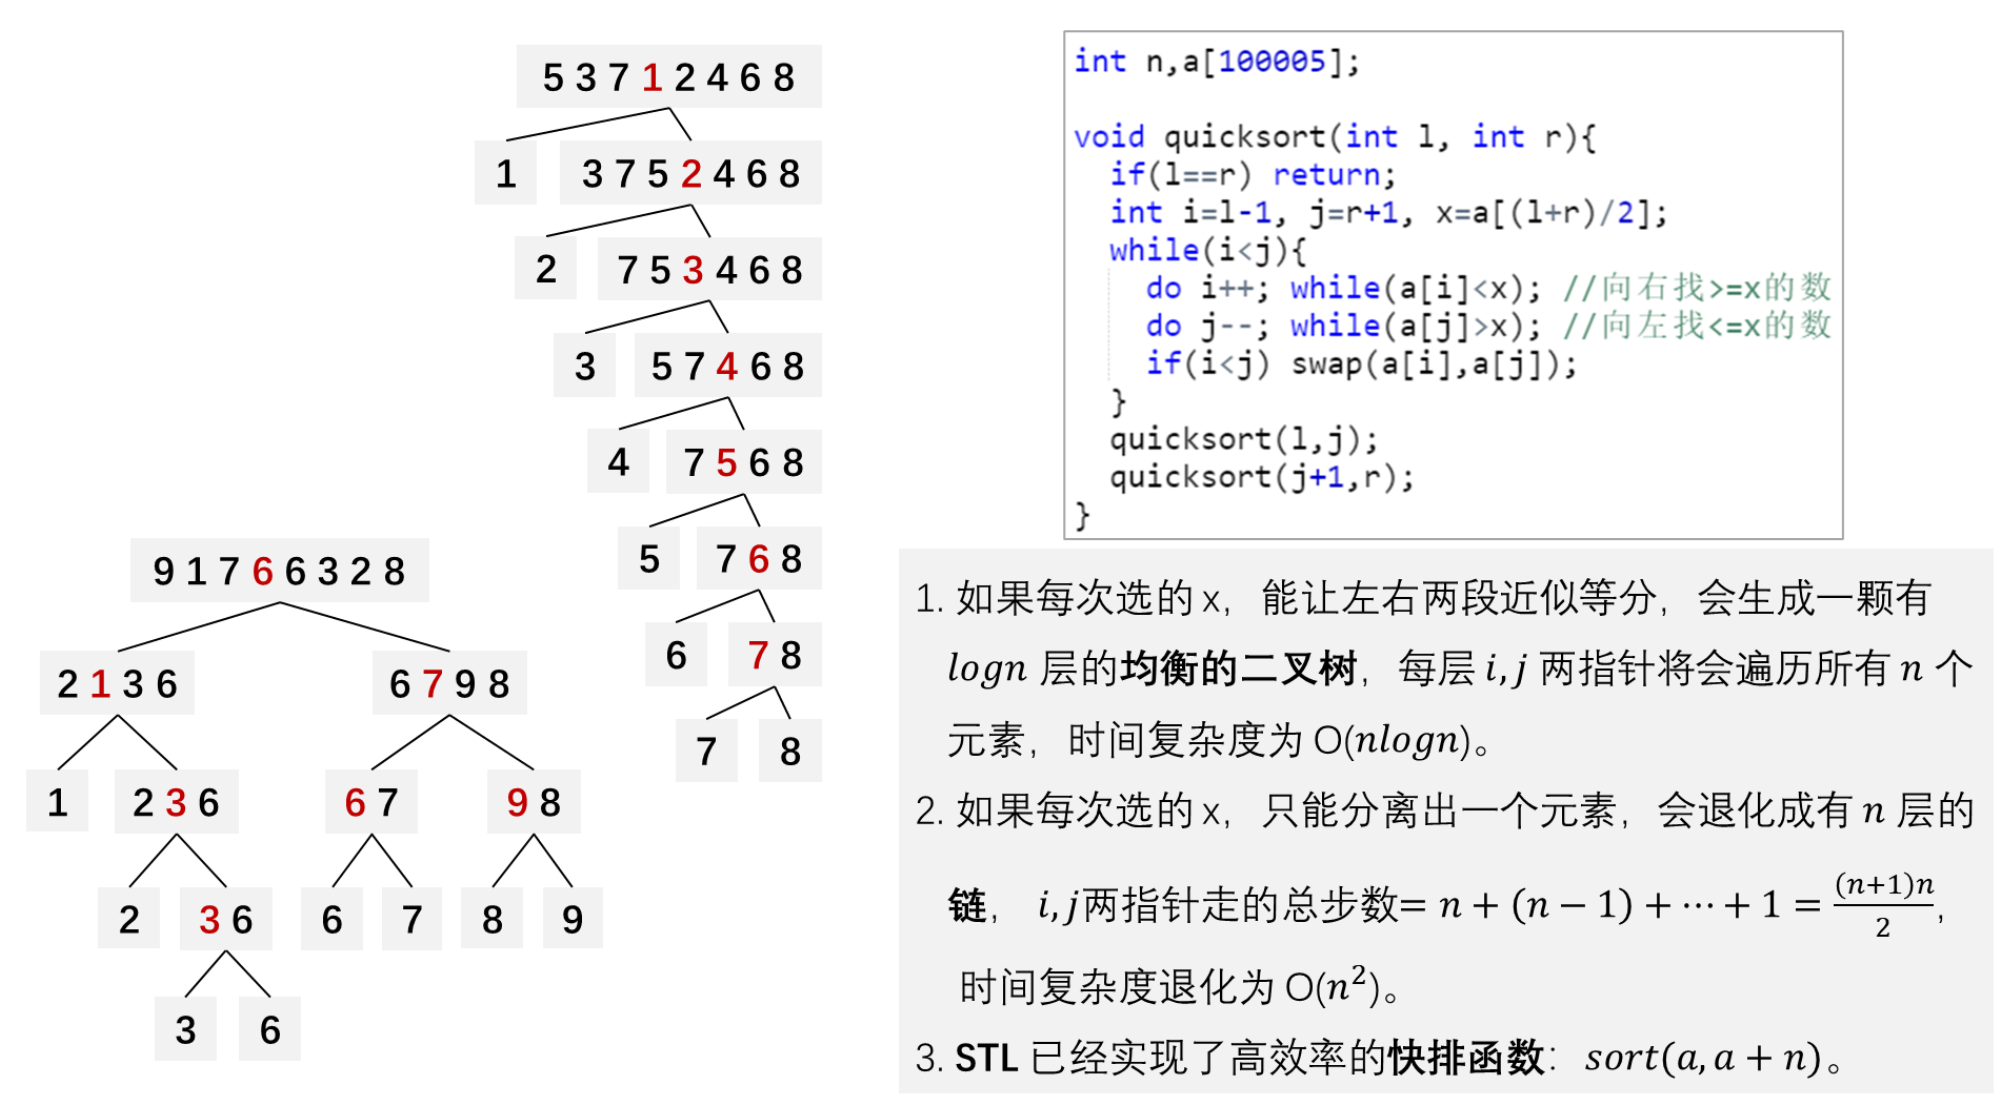 5 3 7 1 2 4 6 8
1
3 7 5 2 4 6 8
2
7 5 3 4 6 8
3
5 7 4 6 8
4
7 5 6 8
5
7 6 8
6
7 8
7
8
9 1 7 6 6 3 2 8
2 1 3 6
6 7 9 8
1
2 3 6
6 7
9 8
2
3 6
6
7
8
9
3
6
int n,a[100005];
void quicksort(int l, int r){
if(l==r) return;
int i=l-1, j=r+1, x=a[(l+r)/2];
while(i<j){
do i++; while(a[i]<x); //向右找>=x的数
do j--; while(a[j]>x); //向左找<=x的数
if(i<j) swap(a[i],a[j]);
}
quicksort(l,j);
quicksort(j+1,r);
}
1. 如果每次选的 x，能让左右两段近似等分，会生成一颗有
logn 层的均衡的二叉树，每层 i,j 两指针将会遍历所有 n 个
元素，时间复杂度为 O(nlogn)。
2. 如果每次选的 x，只能分离出一个元素，会退化成有 n 层的
链， i,j两指针走的总步数= n + (n − 1) + ⋯ + 1 = (n+1)n/2,
时间复杂度退化为 O(n²)。
3. STL 已经实现了高效率的快排函数：sort(a, a + n)。